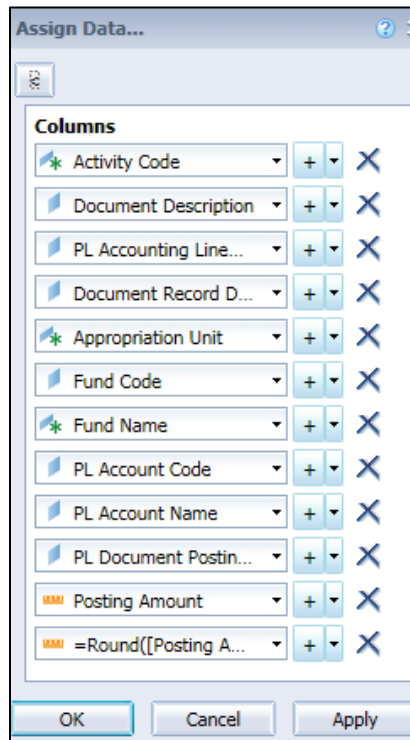 Assign Data...
Columns
Activity Code
Document Description
PL Accounting Line...
Document Record D...
Appropriation Unit
Fund Code
Fund Name
PL Account Code
PL Account Name
PL Document Postin...
Posting Amount
=Round([Posting A...
OK Cancel Apply